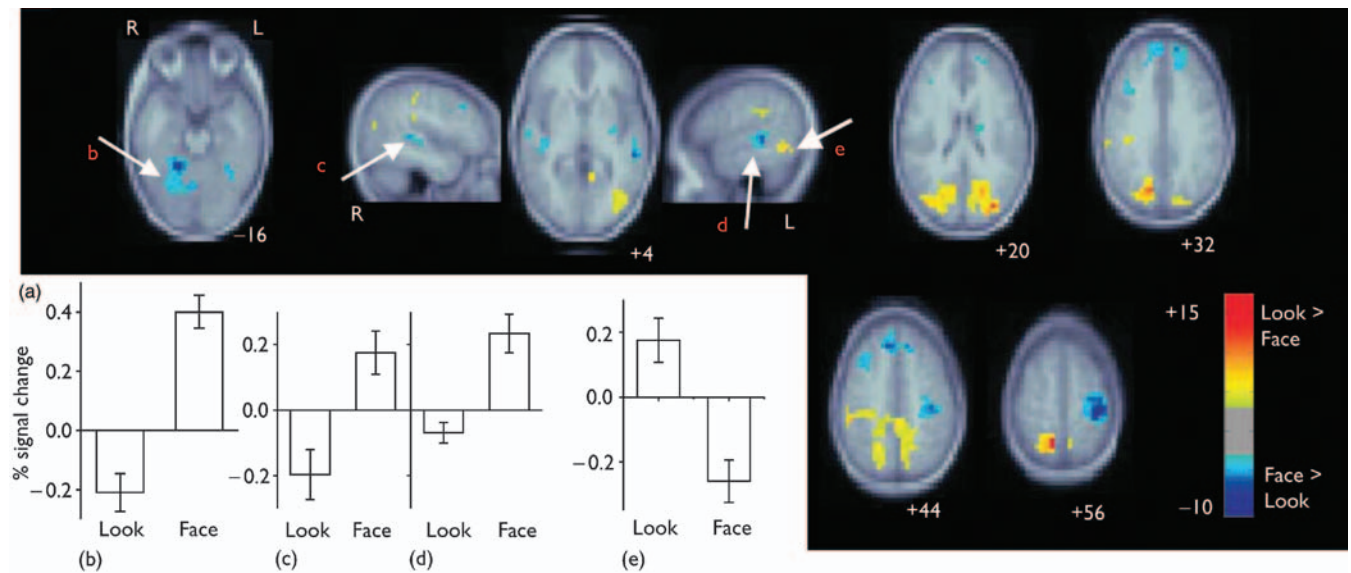 R L
b
−16
c
R
+4
d
e
L
+20
+32
(a)
% signal change
0.4
0.2
0.0
−0.2
Look Face
(b)
0.2
0.0
−0.2
Look Face
(c)
Look Face
(d)
0.2
0.0
−0.2
Look Face
(e)
+44
+56
+15
Look >
Face
Face >
Look
−10